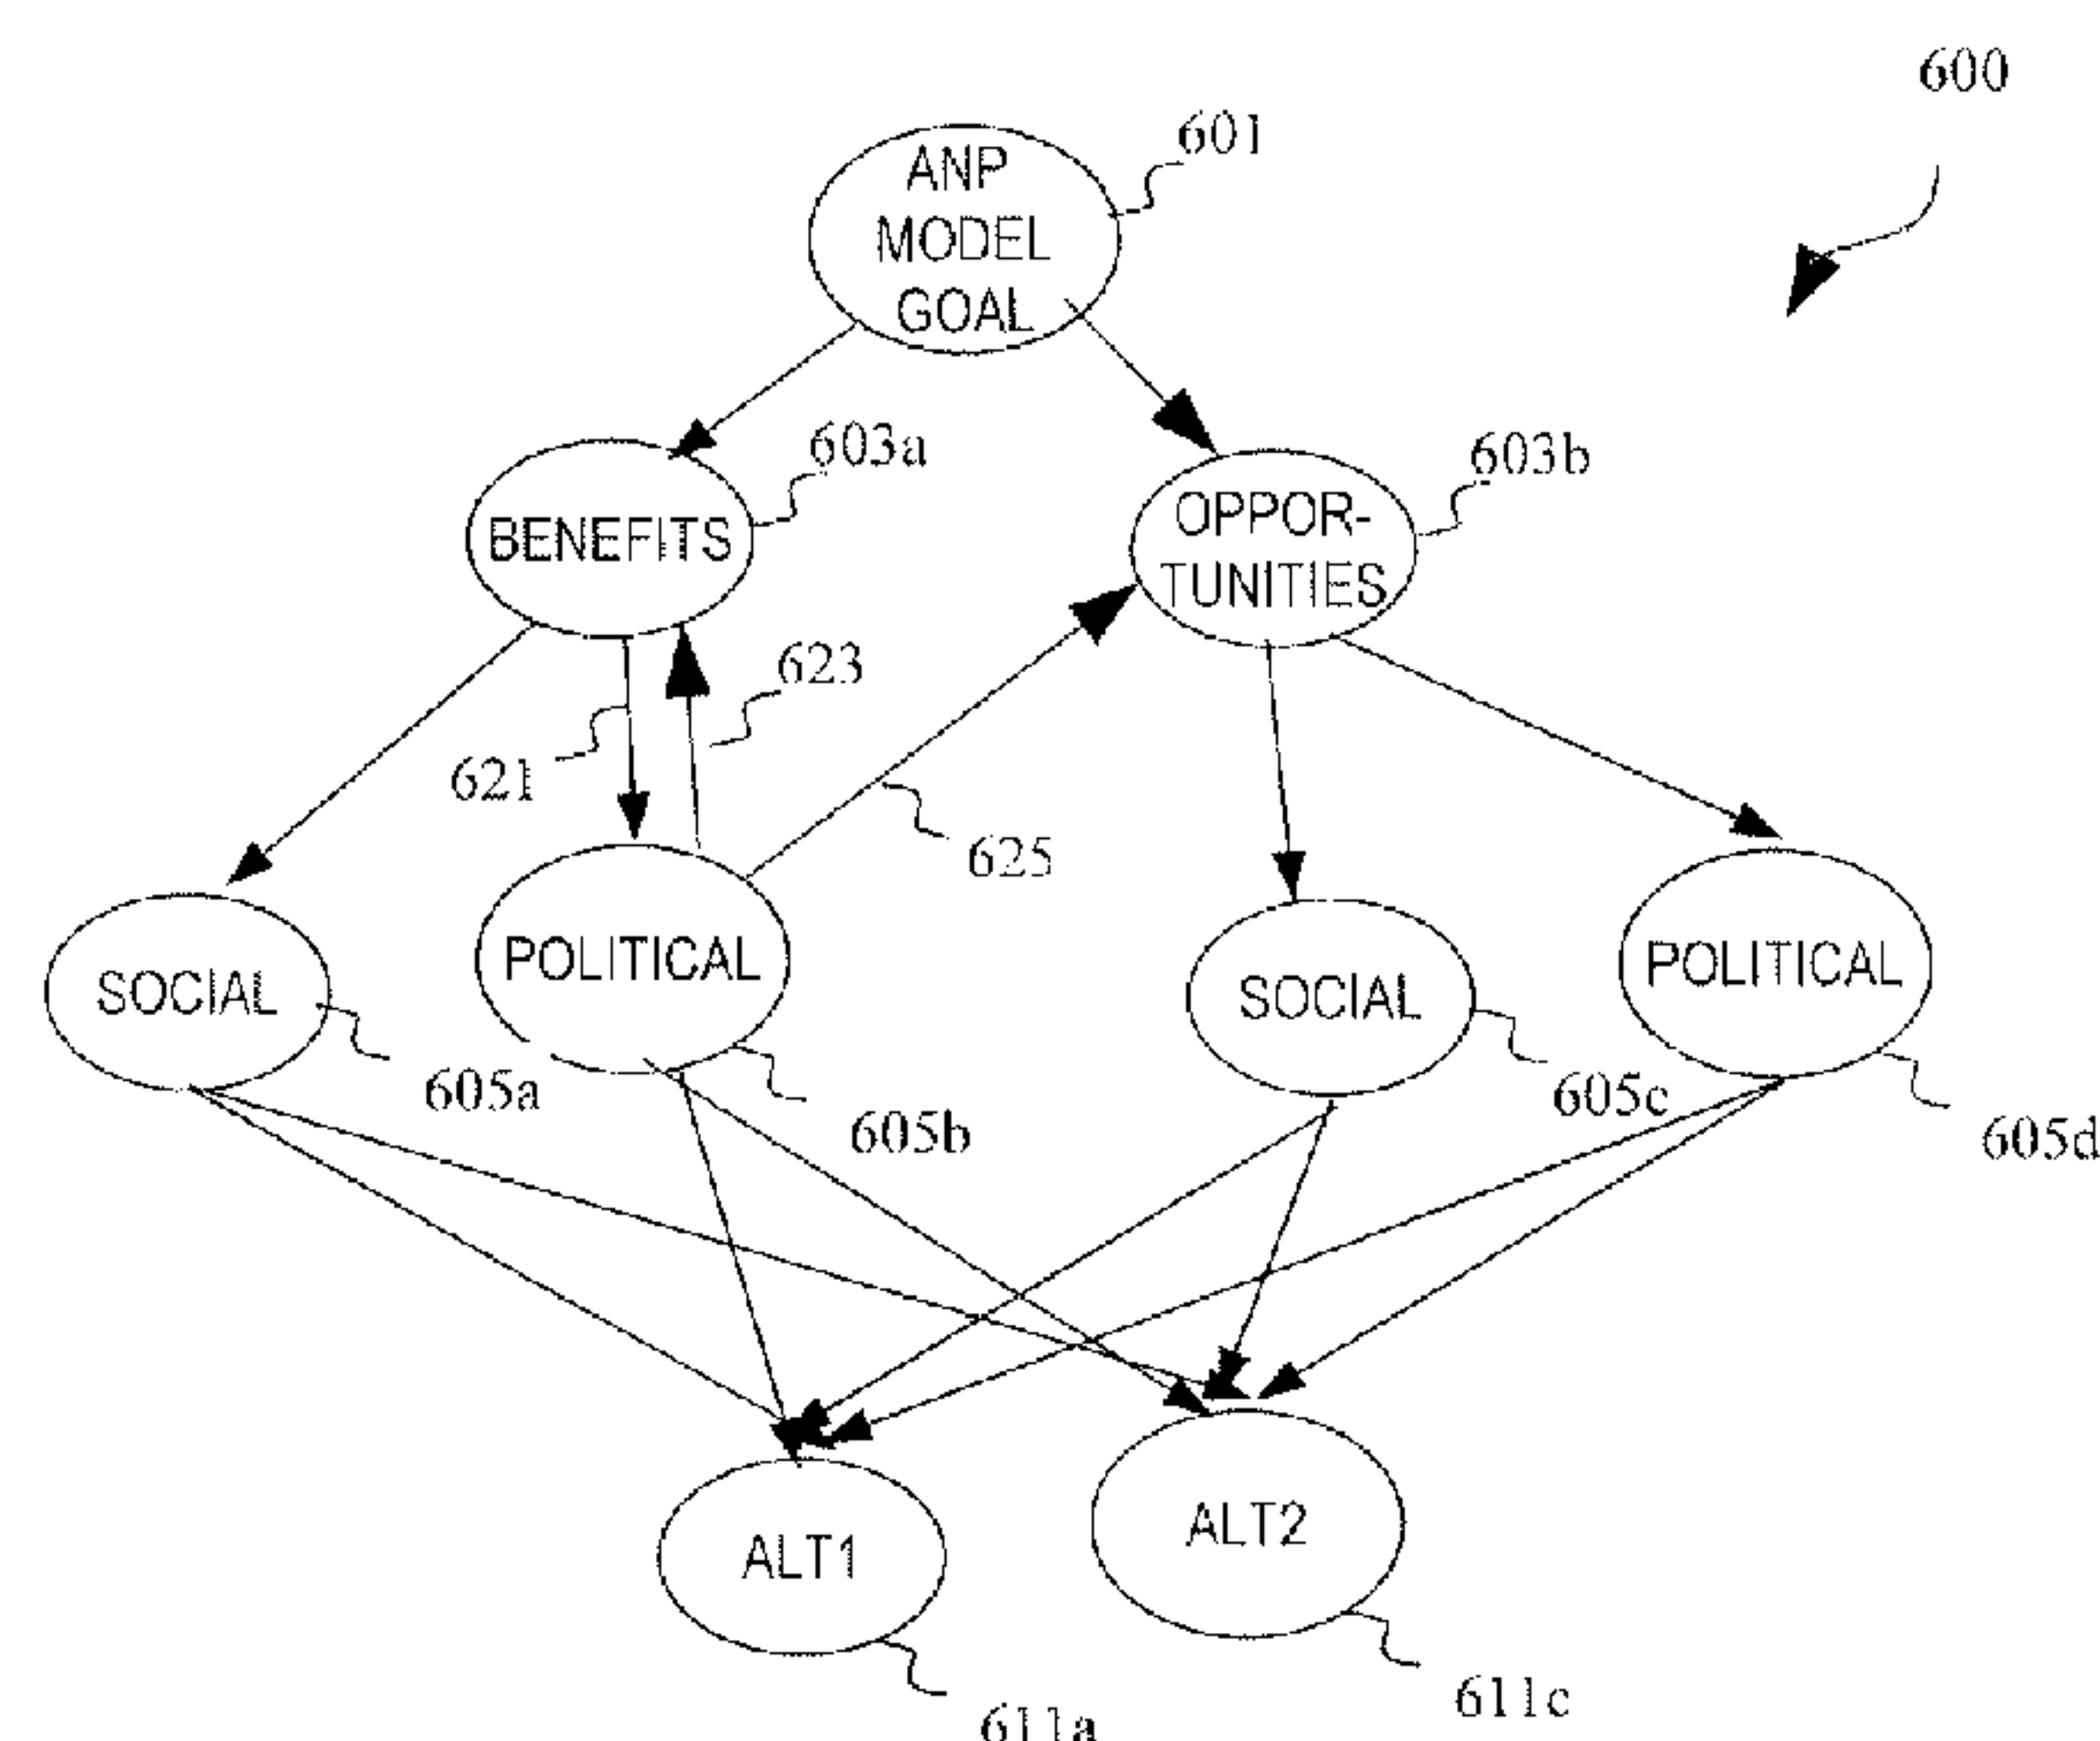 600
601
ANP
MODEL
GOAL
603a
603b
BENEFITS
OPPOR-
TUNITIES
623
621
625
SOCIAL
POLITICAL
SOCIAL
POLITICAL
605a
605b
605c
605d
ALT1
ALT2
611a
611c